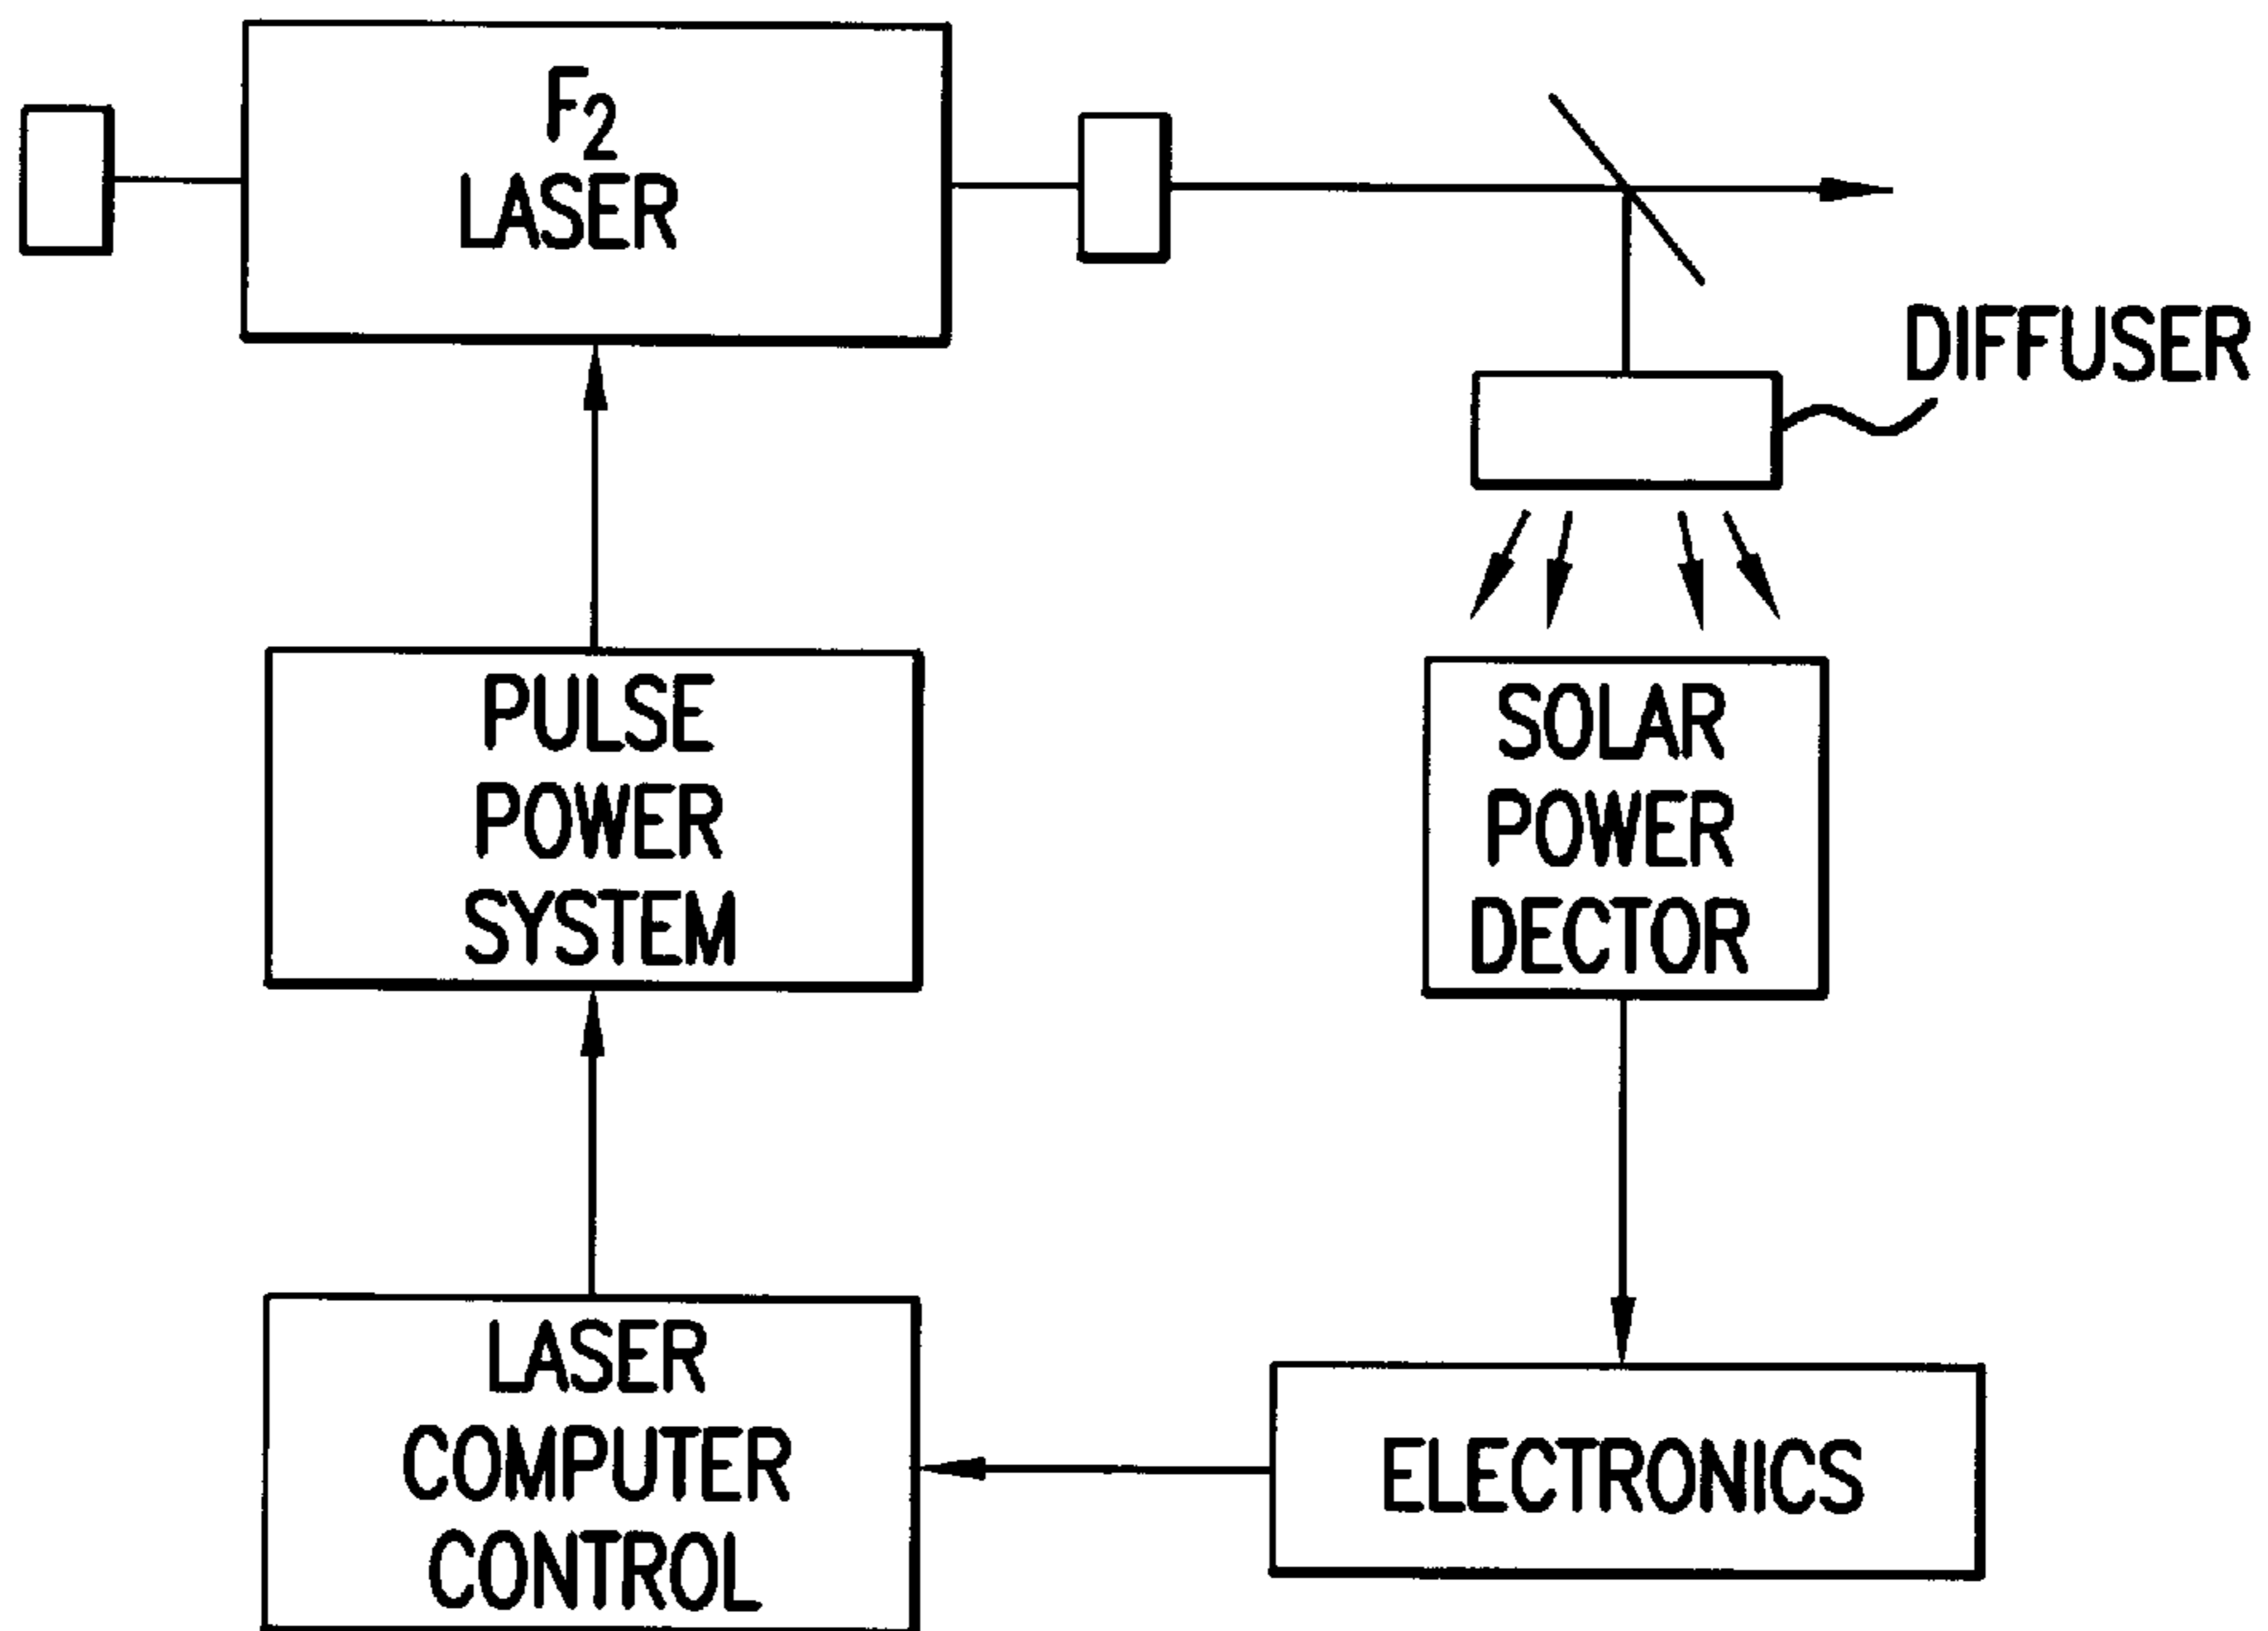 F2
LASER
DIFFUSER
PULSE
POWER
SYSTEM
SOLAR
POWER
DECTOR
LASER
COMPUTER
CONTROL
ELECTRONICS